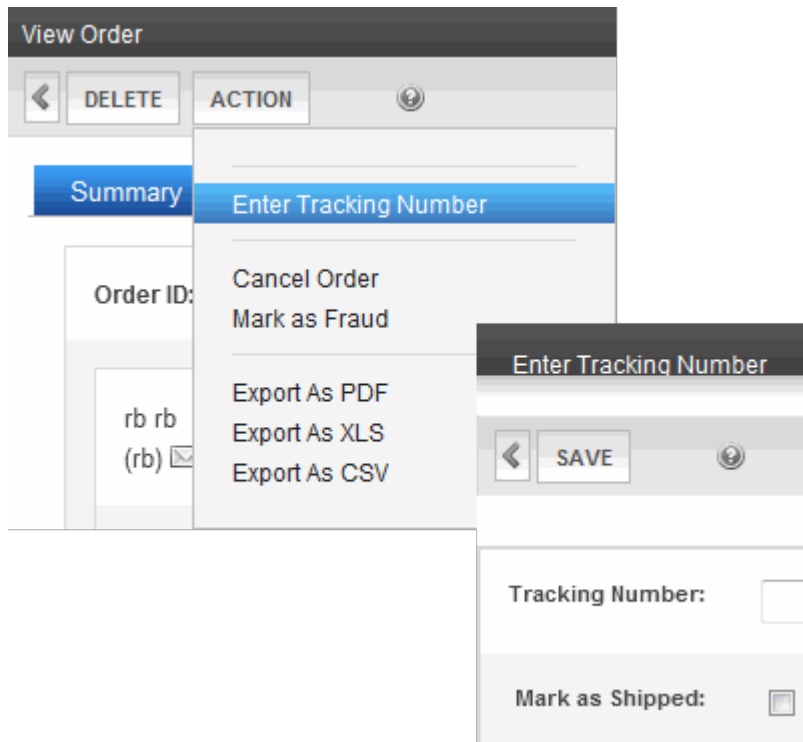 View Order
DELETE ACTION
Summary
Enter Tracking Number
Order ID:
Cancel Order
Mark as Fraud
rb rb
(rb)
Export As PDF
Export As XLS
Export As CSV
Enter Tracking Number
SAVE
Tracking Number:
Mark as Shipped: